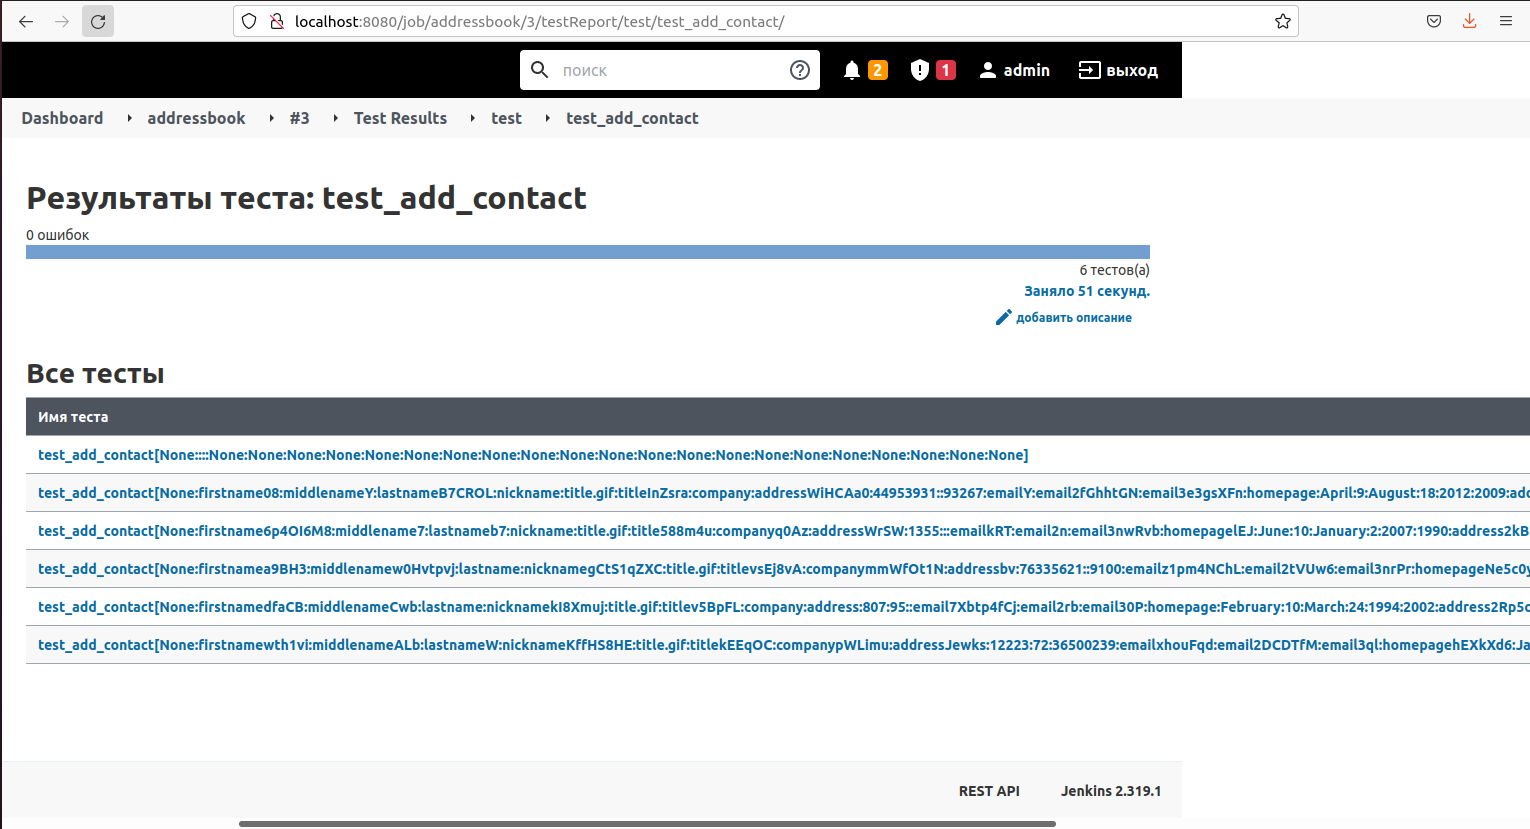 localhost:8080/job/addressbook/3/testReport/test/test_add_contact/
поиск 2 1 admin выход
Dashboard addressbook #3 Test Results test test_add_contact
Результаты теста: test_add_contact
0 ошибок
6 тестов(а)
Заняло 51 секунд.
добавить описание
Все тесты
Имя теста
test_add_contact[None::::None:None:None:None:None:None:None:None:None:None:None:None:None:None:None:None:None:None:None:None:None]
test_add_contact[None:firstname08:middlenameY:lastnameB7CROL:nickname:title.gif:titleInZsra:company:addressWiHCAa0:44953931::93267:emailY:email2fGhhtGN:email3e3gsXFn:homepage:April:9:August:18:2012:2009:add
test_add_contact[None:firstname6p4OI6M8:middlename7:lastnameb7:nickname:title.gif:title588m4u:companyq0Az:addressWrSW:1355:::emailkRT:email2n:email3nwRvb:homepagelEJ:June:10:January:2:2007:1990:address2kB
test_add_contact[None:firstnamea9BH3:middlenamew0Hvtpvj:lastname:nicknamegCtS1qZXC:title.gif:titlevsEj8vA:companymmWfOt1N:addressbv:76335621::9100:emailz1pm4NChL:email2tVUw6:email3nrPr:homepageNe5c0y
test_add_contact[None:firstnamedfaCB:middlenameCwb:lastname:nicknamekI8Xmuj:title.gif:titlev5BpFL:company:address:807:95::email7Xbtp4fCj:email2rb:email30P:homepage:February:10:March:24:1994:2002:address2Rp5o
test_add_contact[None:firstnamewth1vi:middlenameALb:lastnameW:nicknameKffHS8HE:title.gif:titlekEEqOC:companypWLimu:addressJewks:12223:72:36500239:emailxhouFqd:email2DCDTfM:email3ql:homepagehEXkXd6:Ja
REST API Jenkins 2.319.1